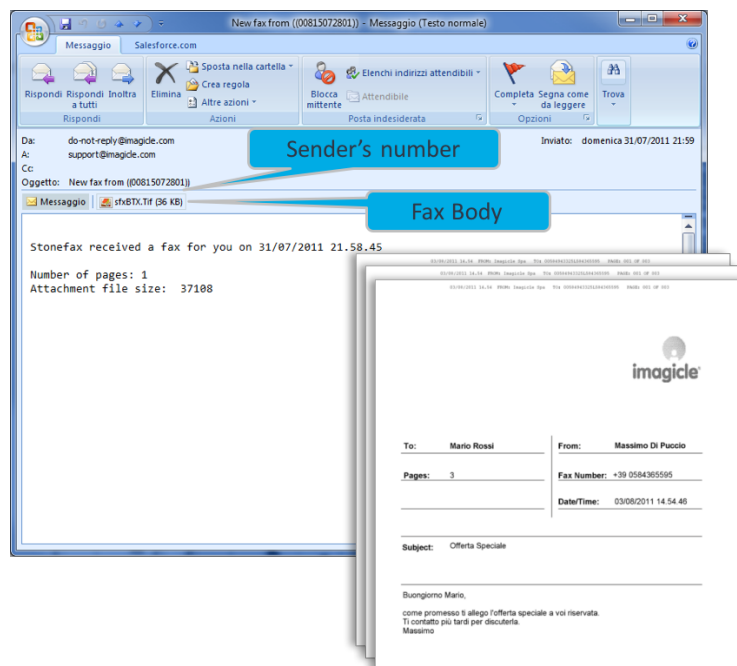 New fax from ((00815072801)) - Messaggio (Testo normale)
Messaggio Salesforce.com
Rispondi Rispondi a tutti Inoltra
Rispondi
Elimina
Sposta nella cartella
Crea regola
Altre azioni
Azioni
Blocca mittente
Elenchi indirizzi attendibili
Attendibile
Posta indesiderata
Completa Segna come da leggere
Opzioni
Trova
Da: do-not-reply@imagicle.com
Inviato: domenica 31/07/2011 21:59
A: support@imagicle.com
Cc:
Oggetto: New fax from ((00815072801))
Sender's number
Messaggio sfxBTX.Tif (36 KB)
Fax Body
Stonefax received a fax for you on 31/07/2011 21.58.45
Number of pages: 1
Attachment file size: 37108
imagicle
To: Mario Rossi
From: Massimo Di Puccio
Pages: 3
Fax Number: +39 0584365595
Date/Time: 03/08/2011 14.54.46
Subject: Offerta Speciale
Buongiorno Mario,
come promesso ti allego l'offerta speciale a voi riservata.
Ti contatto più tardi per discuterla.
Massimo